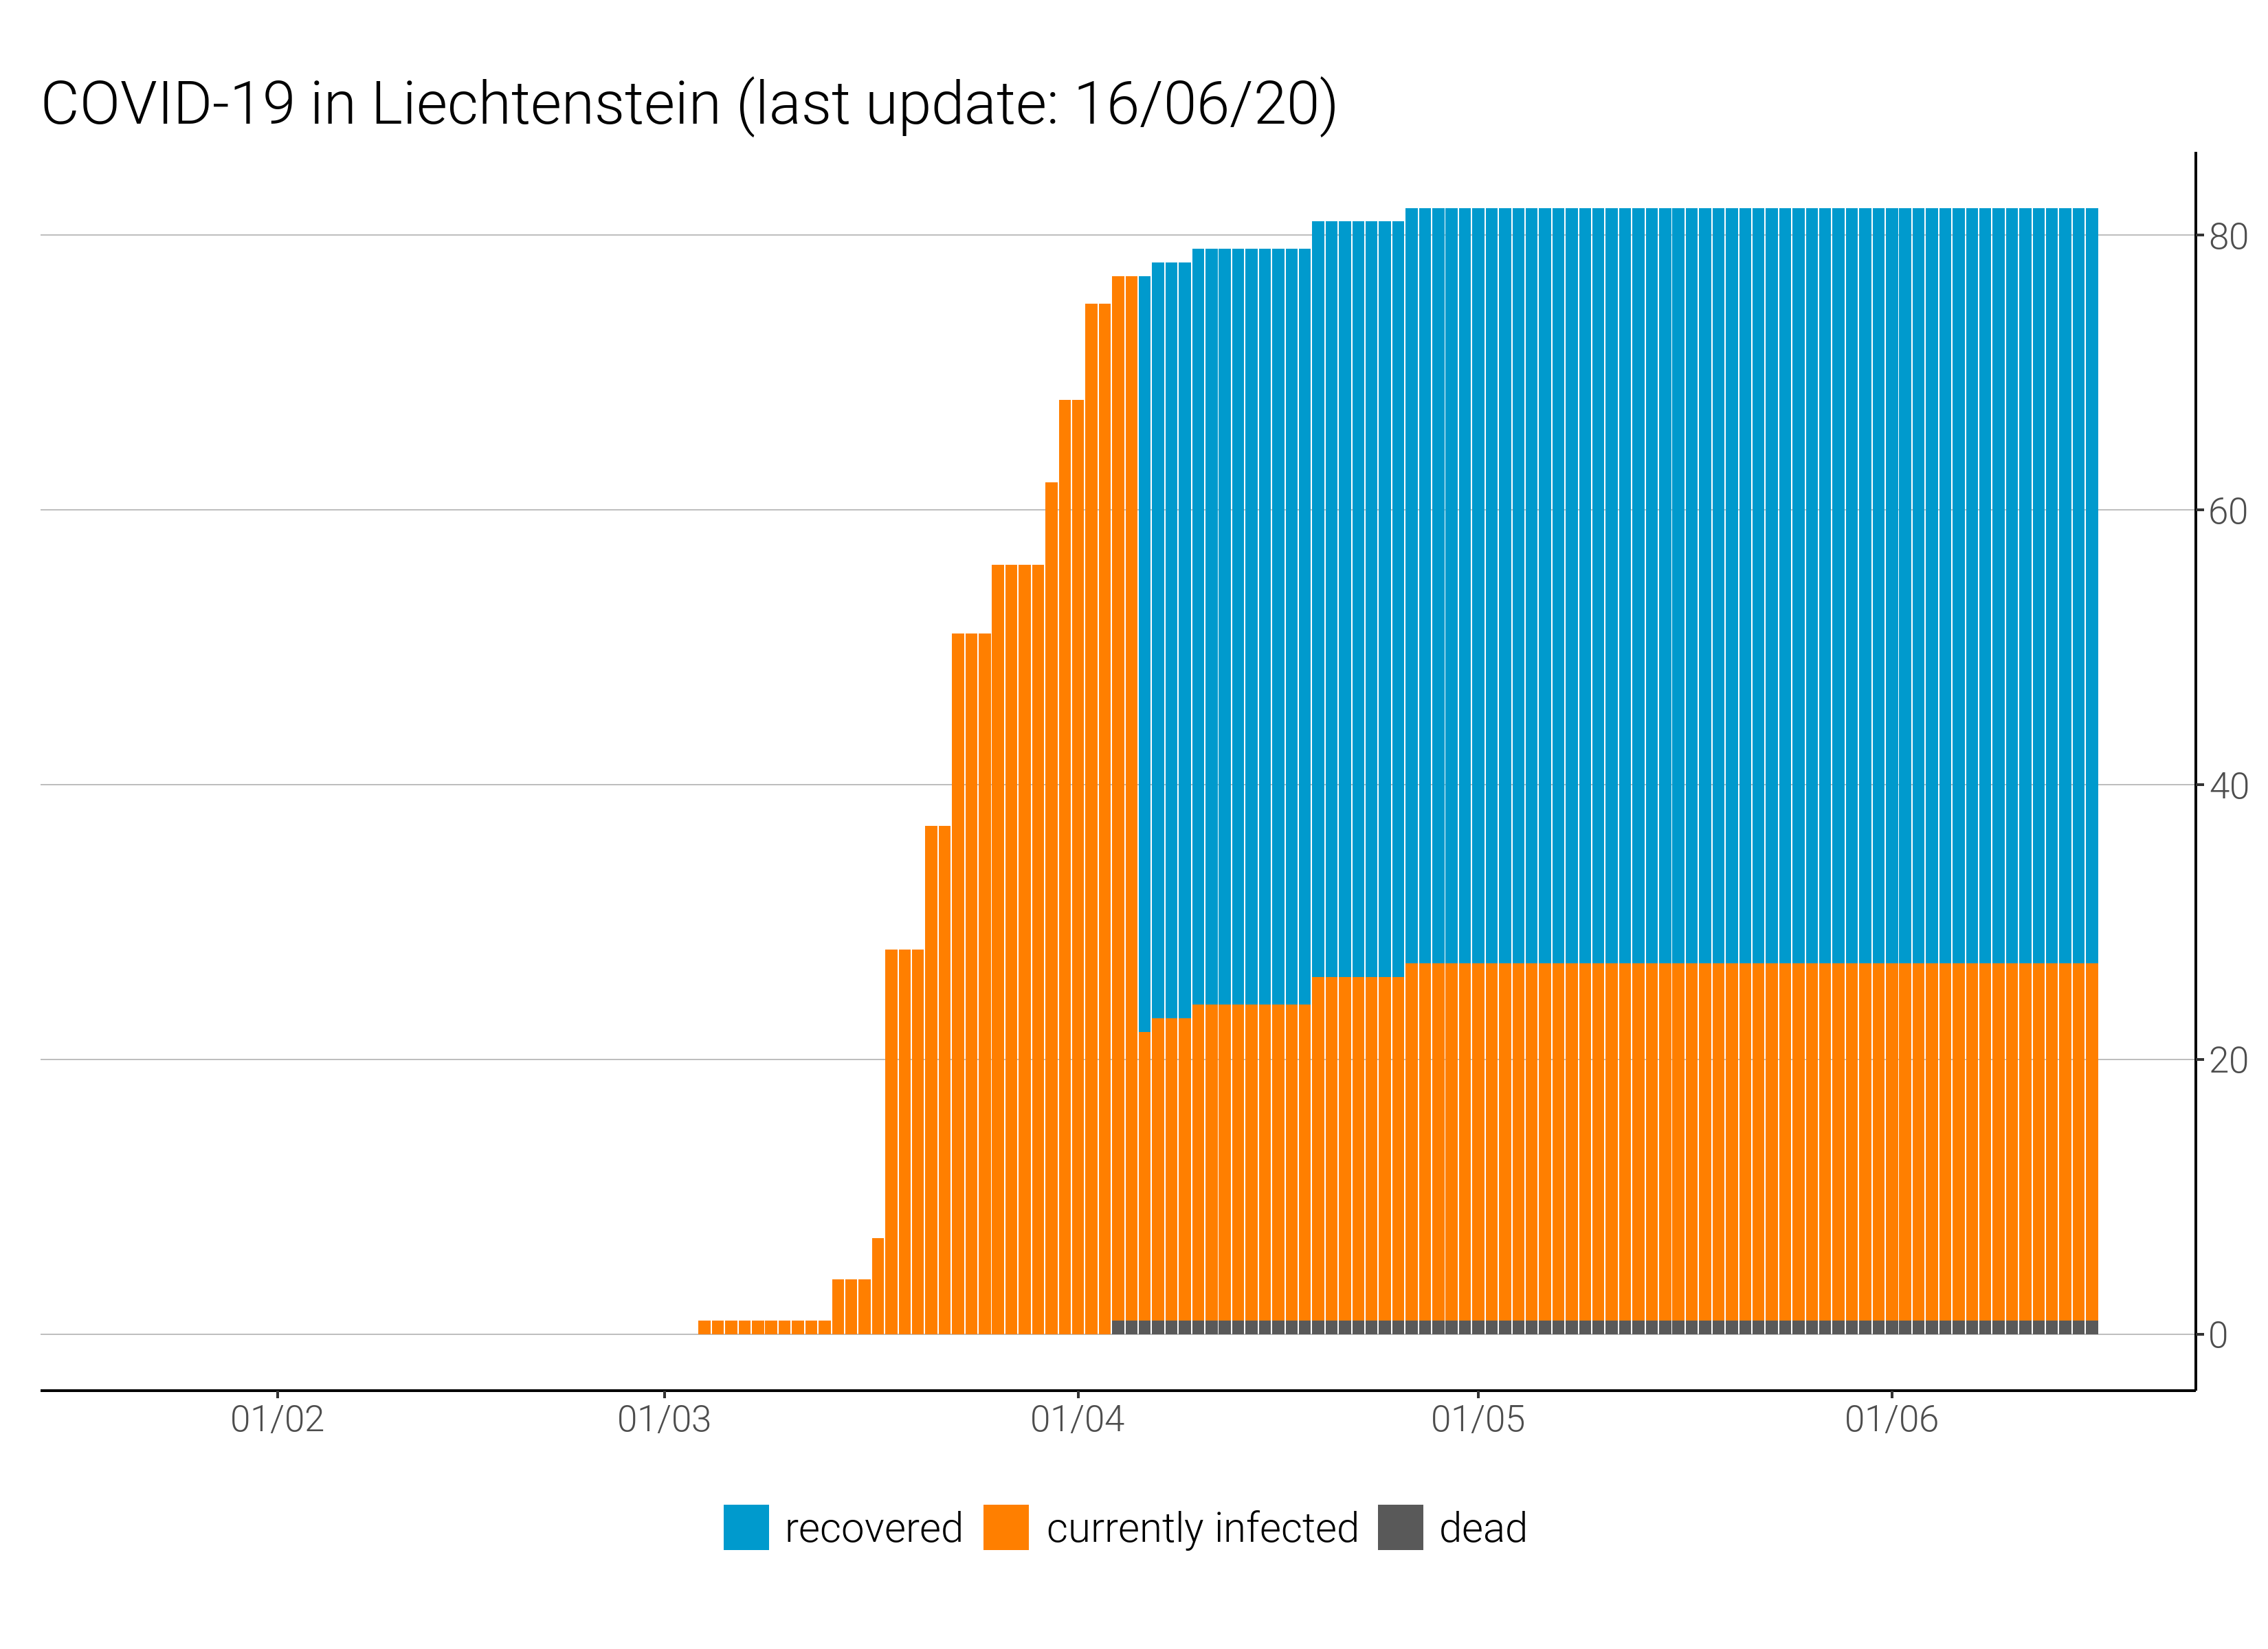 COVID-19 in Liechtenstein (last update: 16/06/20)
80
60
40
20
0
01/02 01/03 01/04 01/05 01/06
recovered currently infected dead